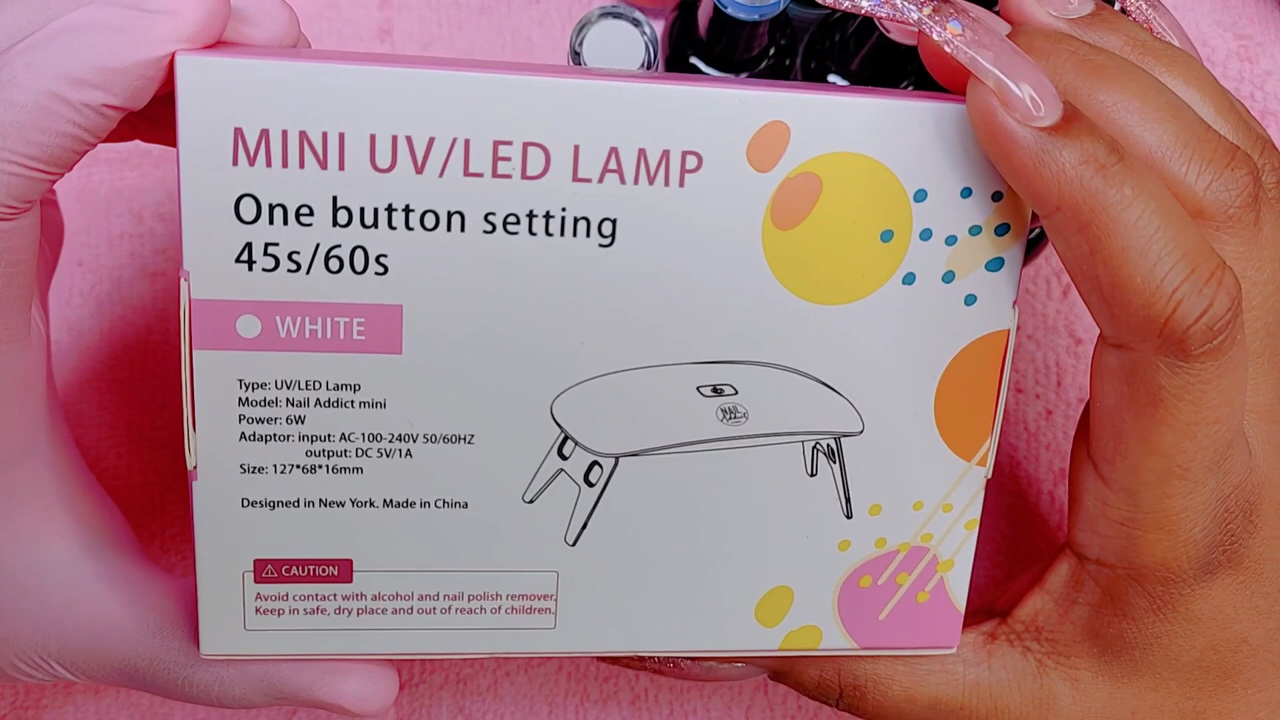 MINI UV/LED LAMP
One button setting
45s/60s
WHITE
Type: UV/LED Lamp
Model: Nail Addict mini
Power: 6W
Adaptor: input: AC-100-240V 50/60HZ
output: DC 5V/1A
Size: 127*68*16mm
Designed in New York. Made in China
NAIL
CAUTION
Avoid contact with alcohol and nail polish remover.
Keep in safe, dry place and out of reach of children.